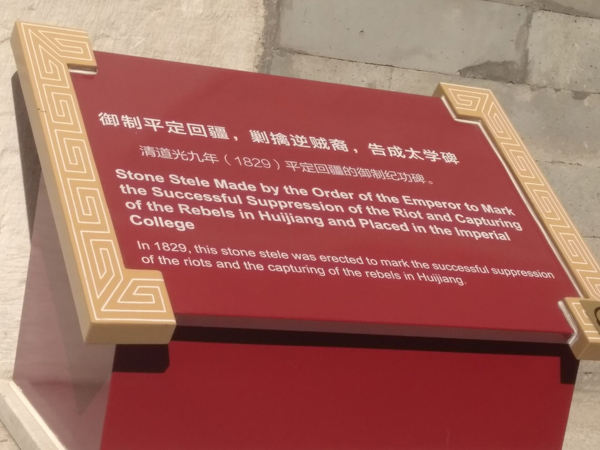 御制平定回疆，剿擒逆贼裔，告成太学碑
清道光九年（1829）平定回疆的御制纪功碑。
Stone Stele Made by the Order of the Emperor to Mark
the Successful Suppression of the Riot and Capturing
of the Rebels in Huijiang and Placed in the Imperial
College
In 1829, this stone stele was erected to mark the successful suppression
of the riots and the capturing of the rebels in Huijiang.